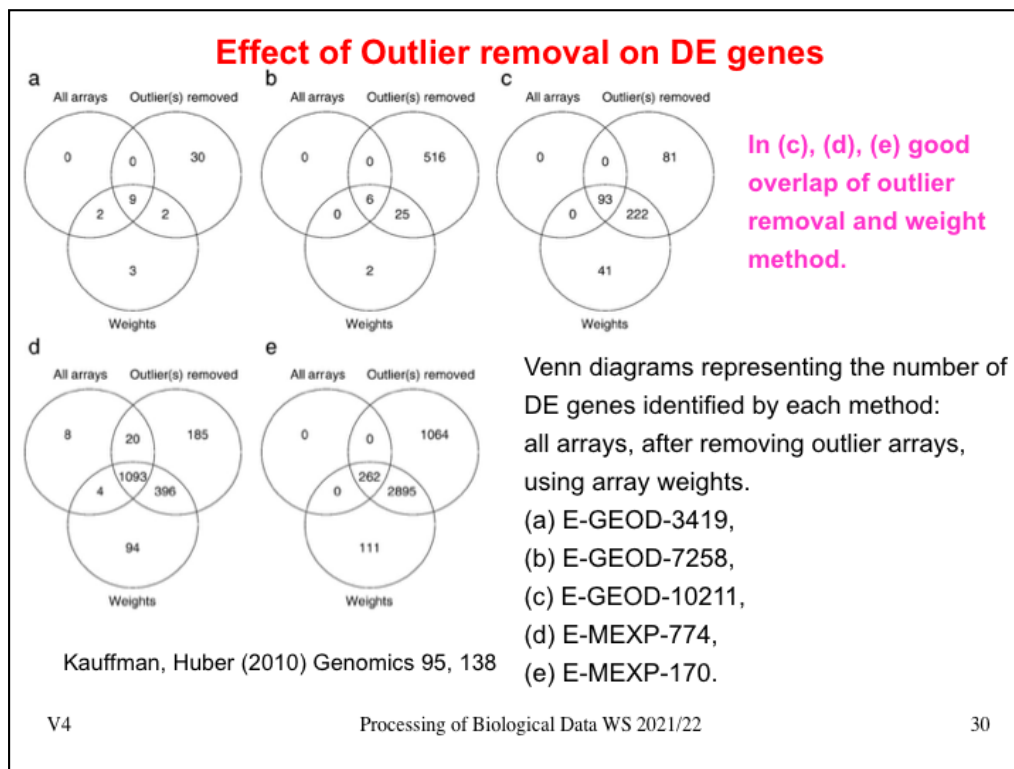 Effect of Outlier removal on DE genes
a
All arrays Outlier(s) removed
0 0 30
9
2 2
3
Weights
b
All arrays Outlier(s) removed
0 0 516
6
0 25
2
Weights
c
All arrays Outlier(s) removed
0 0 81
93
0 222
41
Weights
In (c), (d), (e) good
overlap of outlier
removal and weight
method.
d
All arrays Outlier(s) removed
8 20 185
1093
4 396
94
Weights
e
All arrays Outlier(s) removed
0 0 1064
262
0 2895
111
Weights
Venn diagrams representing the number of
DE genes identified by each method:
all arrays, after removing outlier arrays,
using array weights.
(a) E-GEOD-3419,
(b) E-GEOD-7258,
(c) E-GEOD-10211,
(d) E-MEXP-774,
(e) E-MEXP-170.
Kauffman, Huber (2010) Genomics 95, 138
V4 Processing of Biological Data WS 2021/22 30